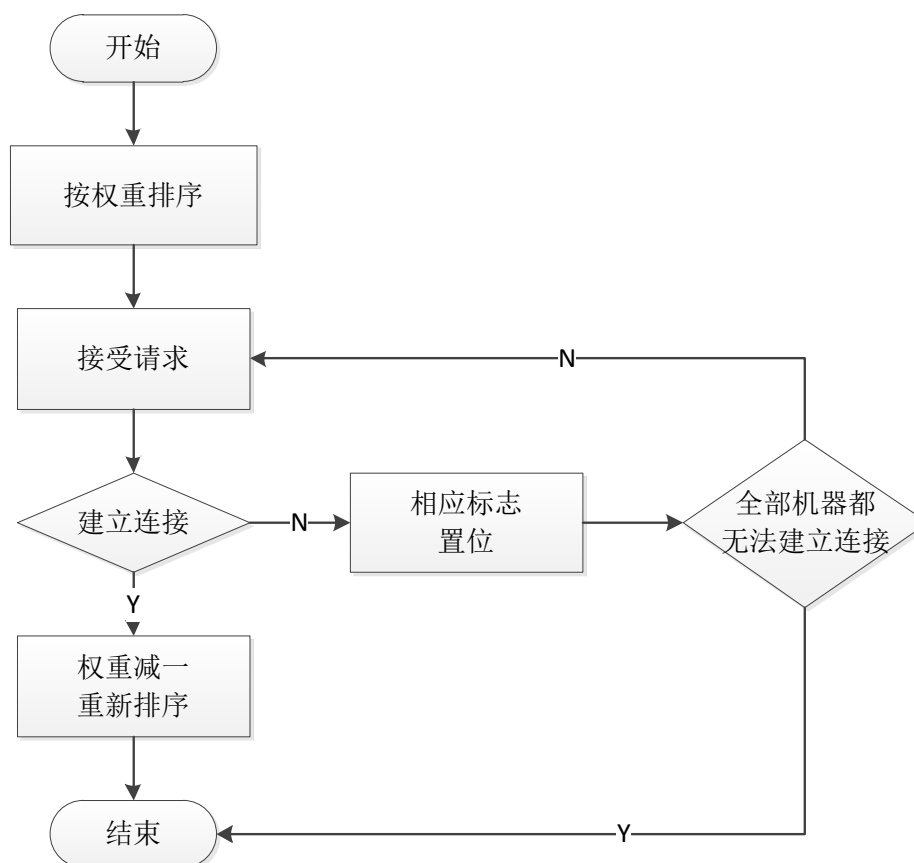 开始
按权重排序
接受请求
N
建立连接
N
相应标志
置位
全部机器都
无法建立连接
Y
权重减一
重新排序
结束
Y